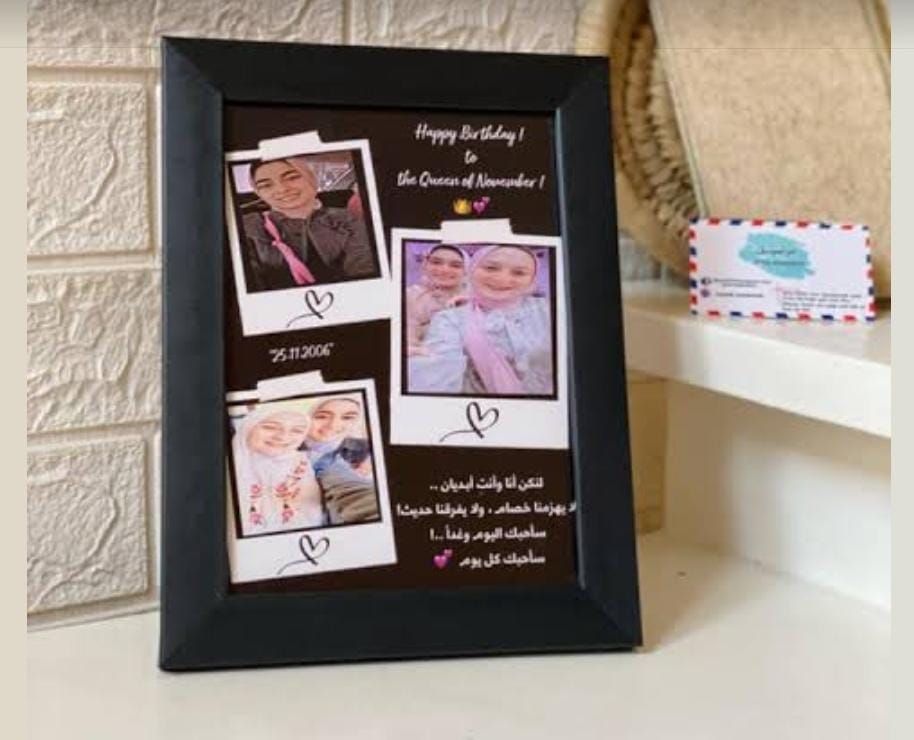 Happy Birthday !
to
the Queen of November !
"25.11.2006"
لنكن أنا وأنتِ أبديان ..
لا يهزمنا خصام ، ولا يفرقنا حديث!
سأحبك اليوم وغداً ..!
سأحبك كل يوم